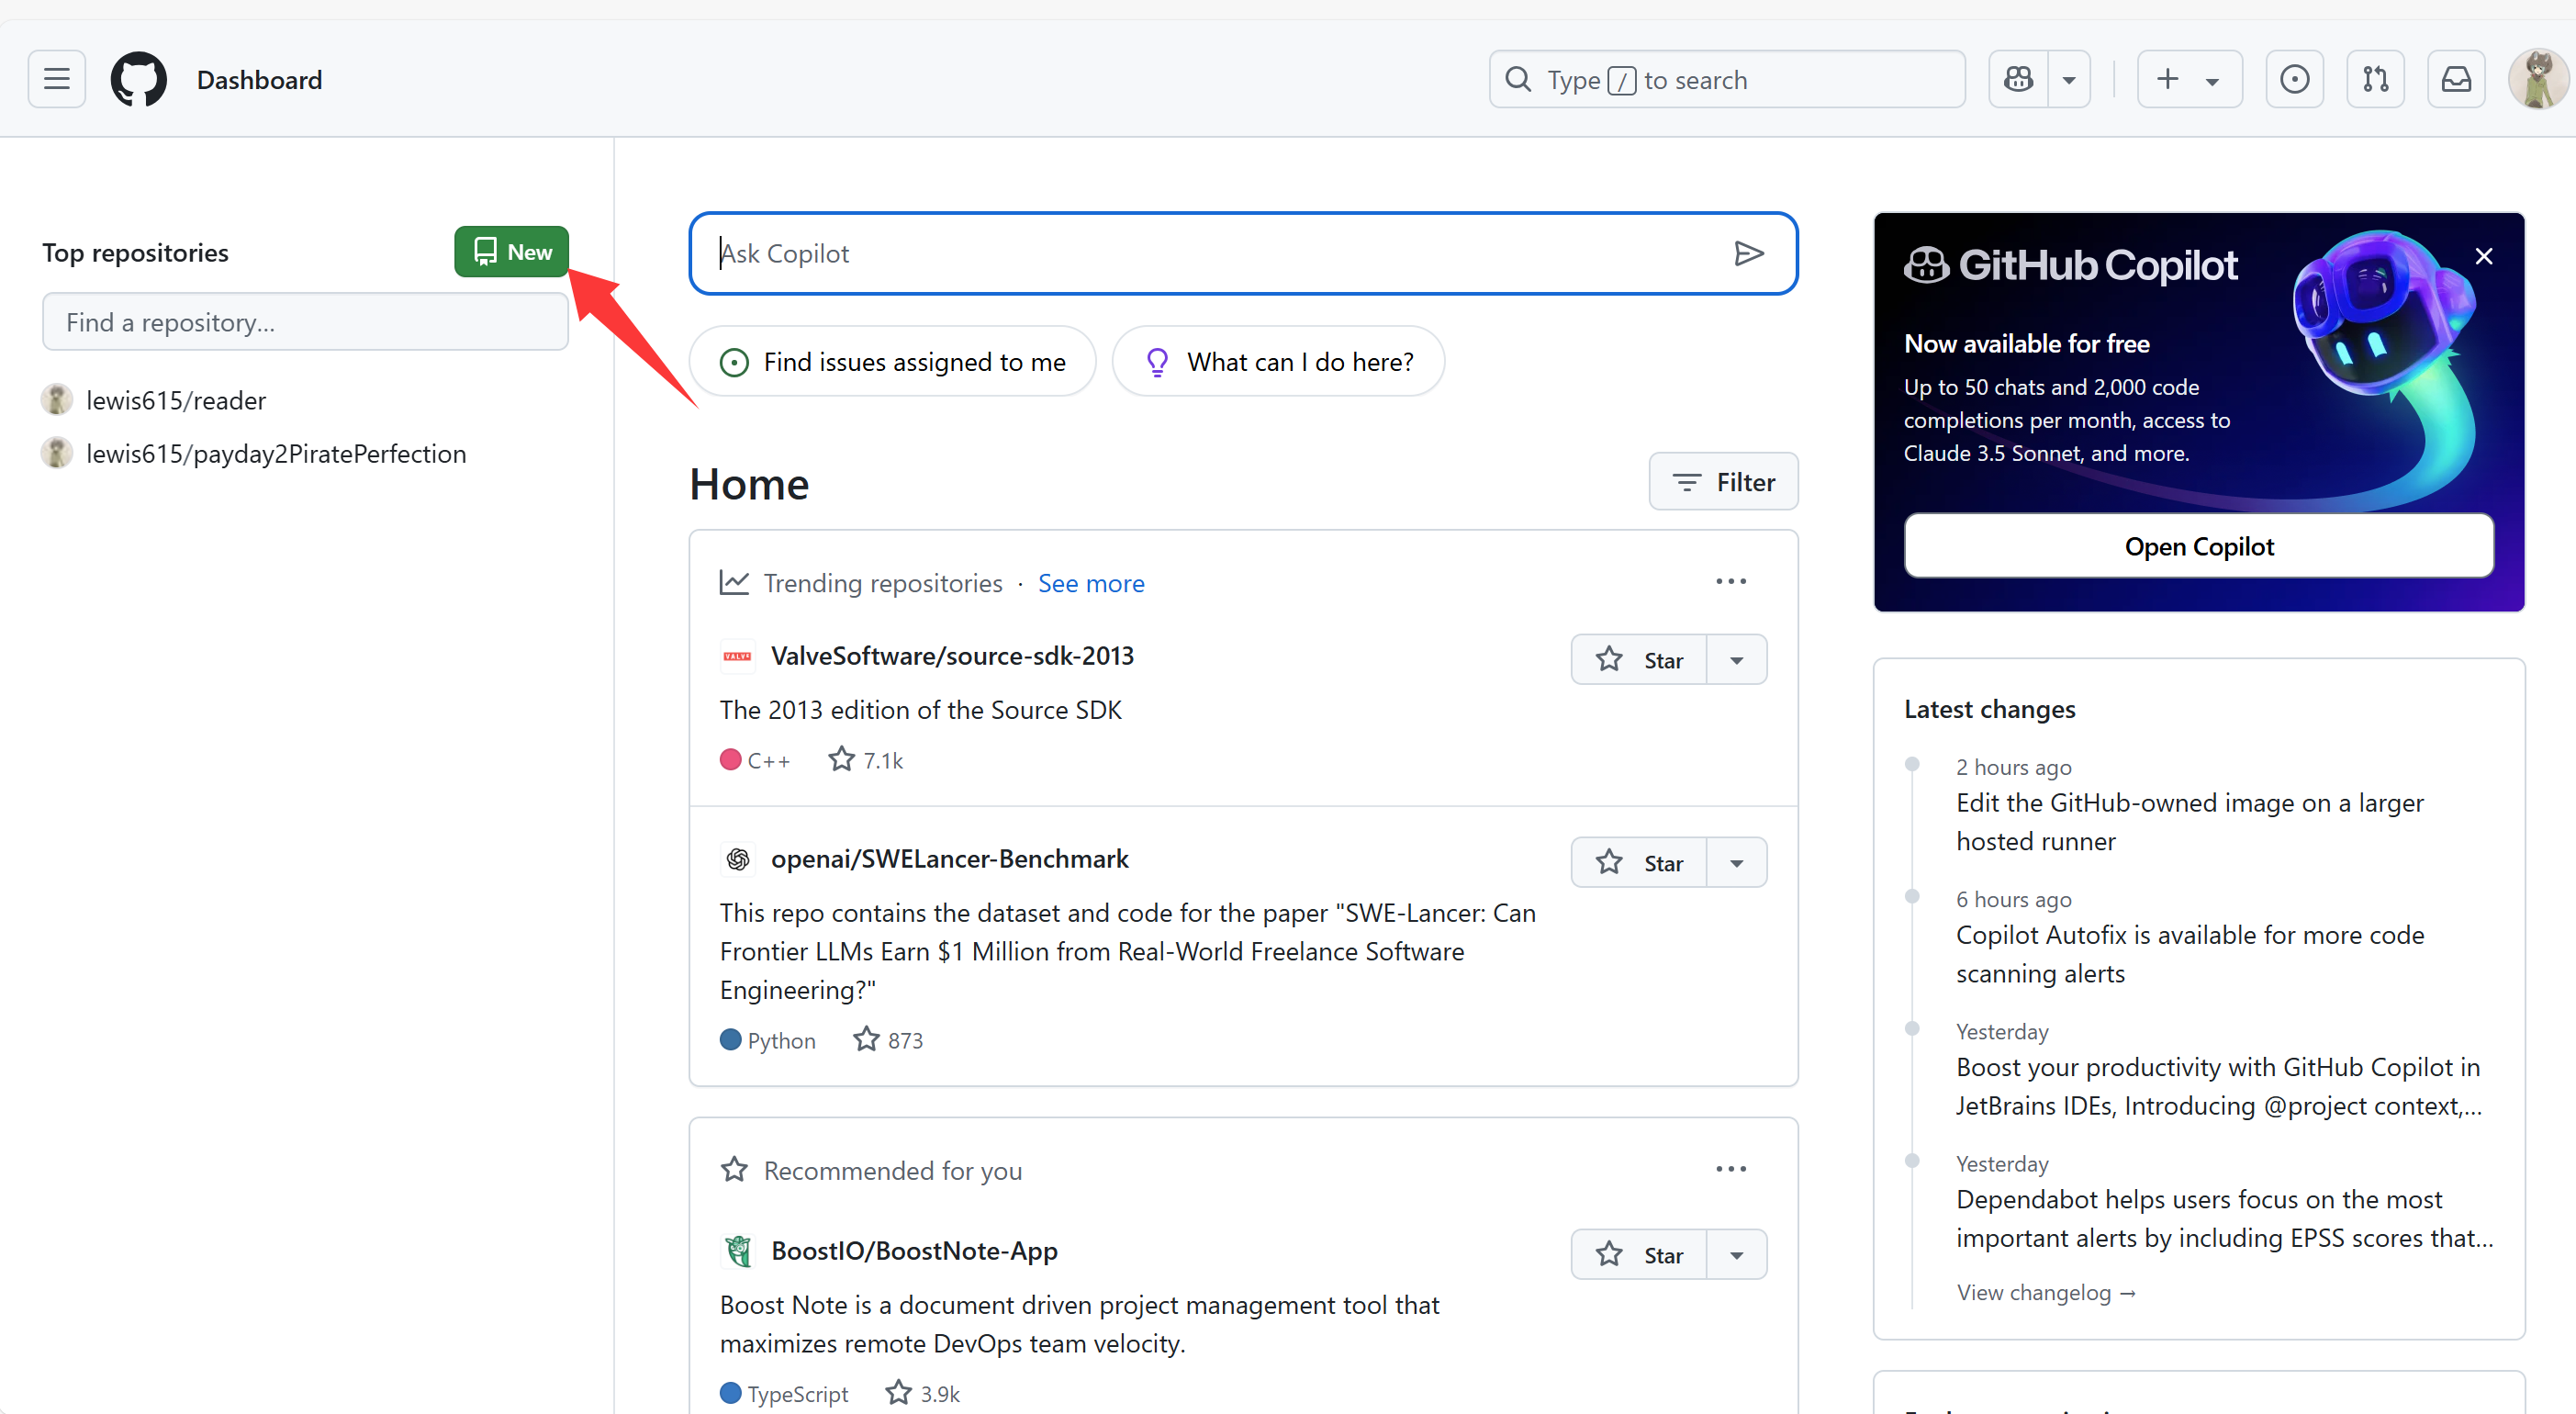 Dashboard
Type / to search
Top repositories
New
Find a repository...
lewis615/reader
lewis615/payday2PiratePerfection
Ask Copilot
Find issues assigned to me
What can I do here?
Home
Filter
Trending repositories · See more
VALVE
ValveSoftware/source-sdk-2013
Star
The 2013 edition of the Source SDK
C++
7.1k
openai/SWELancer-Benchmark
Star
This repo contains the dataset and code for the paper "SWE-Lancer: Can
Frontier LLMs Earn $1 Million from Real-World Freelance Software
Engineering?"
Python
873
Recommended for you
BoostIO/BoostNote-App
Star
Boost Note is a document driven project management tool that
maximizes remote DevOps team velocity.
TypeScript
3.9k
GitHub Copilot
Now available for free
Up to 50 chats and 2,000 code
completions per month, access to
Claude 3.5 Sonnet, and more.
Open Copilot
Latest changes
2 hours ago
Edit the GitHub-owned image on a larger
hosted runner
6 hours ago
Copilot Autofix is available for more code
scanning alerts
Yesterday
Boost your productivity with GitHub Copilot in
JetBrains IDEs, Introducing @project context,...
Yesterday
Dependabot helps users focus on the most
important alerts by including EPSS scores that...
View changelog →